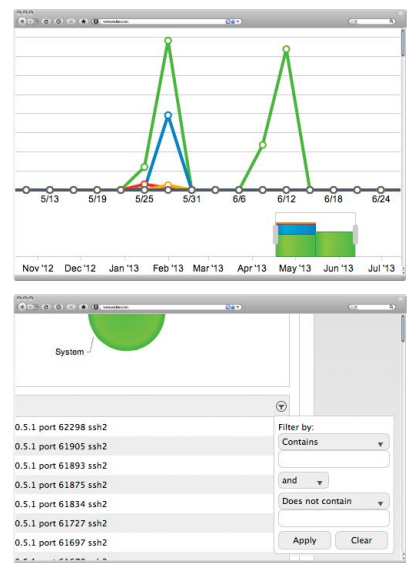 5/13 5/19 5/25 5/31 6/6 6/12 6/18 6/24
Nov '12 Dec '12 Jan '13 Feb '13 Mar '13 Apr '13 May '13 Jun '13 Jul '13
System
0.5.1 port 62298 ssh2
0.5.1 port 61905 ssh2
0.5.1 port 61893 ssh2
0.5.1 port 61875 ssh2
0.5.1 port 61834 ssh2
0.5.1 port 61727 ssh2
0.5.1 port 61697 ssh2
Filter by:
Contains
and
Does not contain
Apply Clear